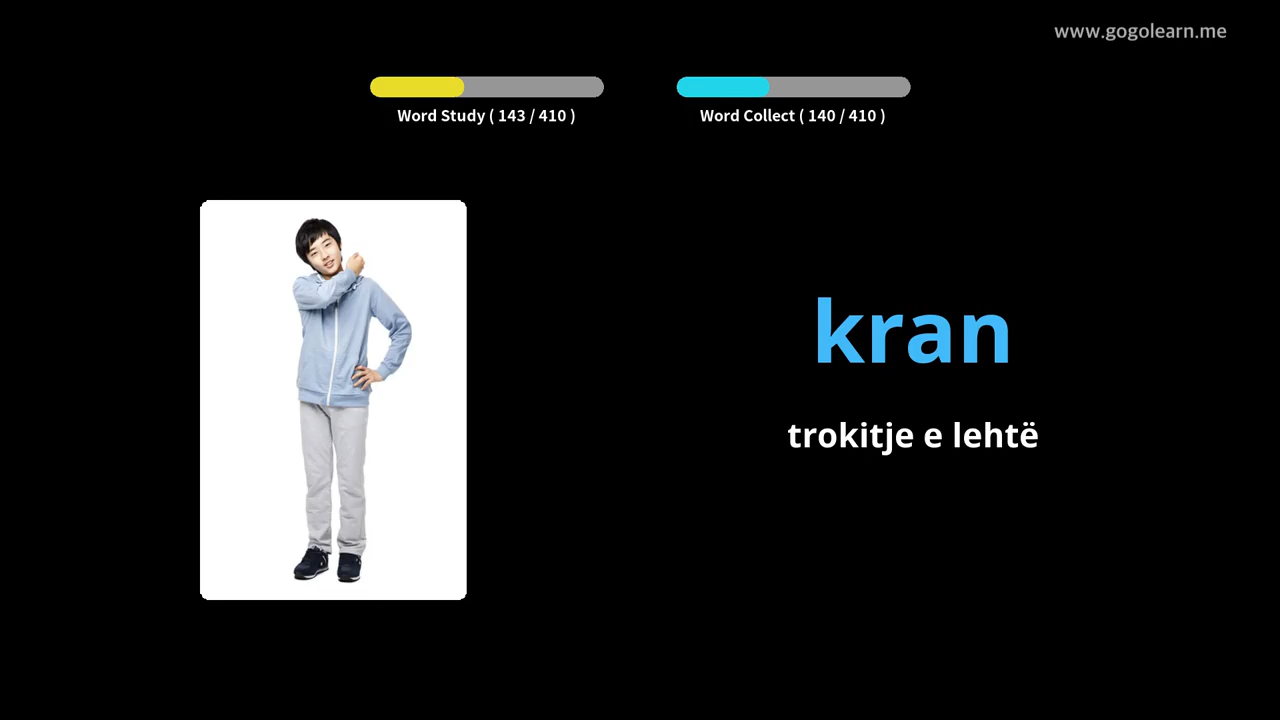 www.gogolearn.me
Word Study ( 143 / 410 )
Word Collect ( 140 / 410 )
kran
trokitje e lehtë